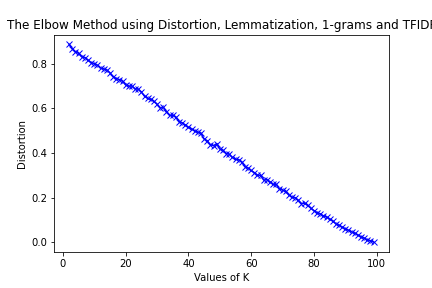 The Elbow Method using Distortion, Lemmatization, 1-grams and TFIDF
Distortion
0.8
0.6
0.4
0.2
0.0
0 20 40 60 80 100
Values of K